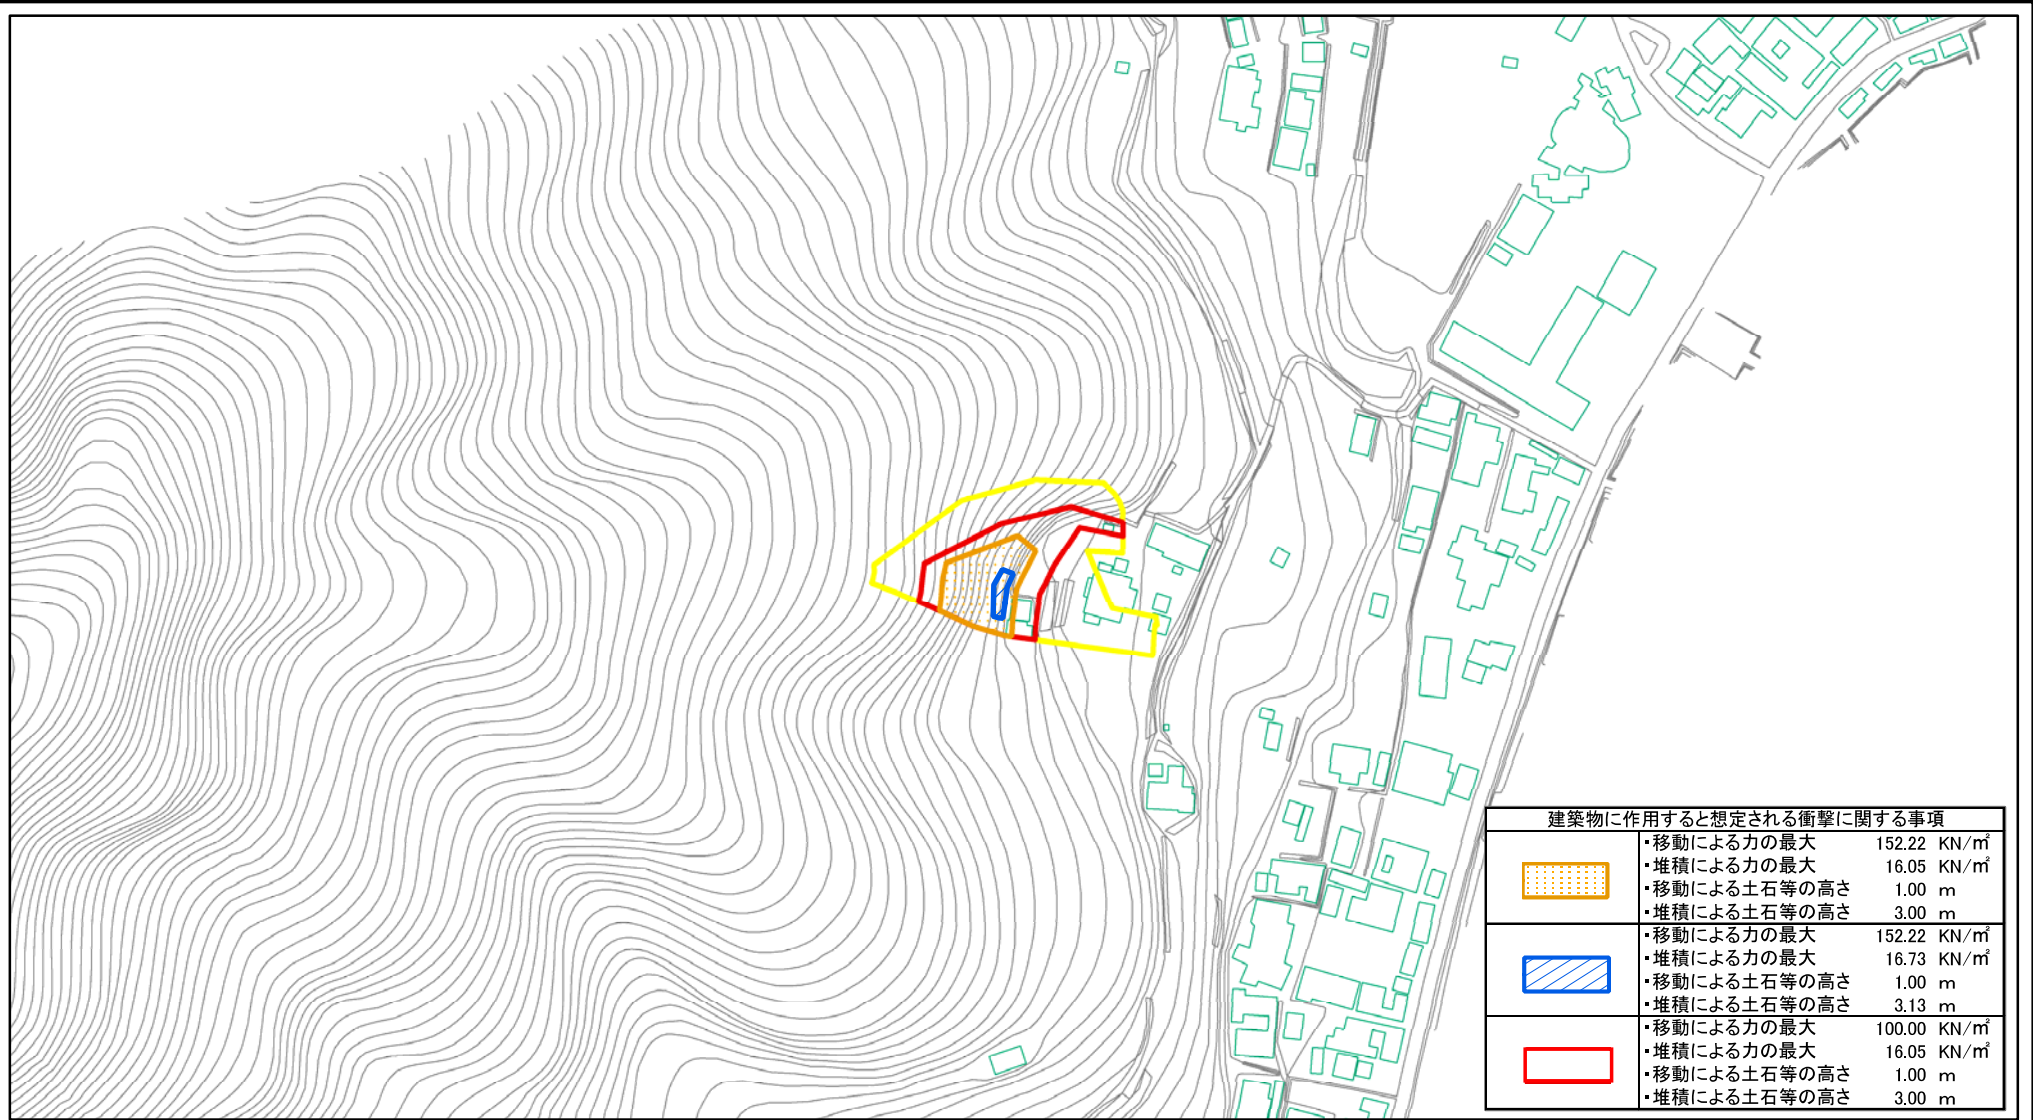 建築物に作用すると想定される衝撃に関する事項
・移動による力の最大 152.22 KN/㎡
・堆積による力の最大 16.05 KN/㎡
・移動による土石等の高さ 1.00 m
・堆積による土石等の高さ 3.00 m
・移動による力の最大 152.22 KN/㎡
・堆積による力の最大 16.73 KN/㎡
・移動による土石等の高さ 1.00 m
・堆積による土石等の高さ 3.13 m
・移動による力の最大 100.00 KN/㎡
・堆積による力の最大 16.05 KN/㎡
・移動による土石等の高さ 1.00 m
・堆積による土石等の高さ 3.00 m